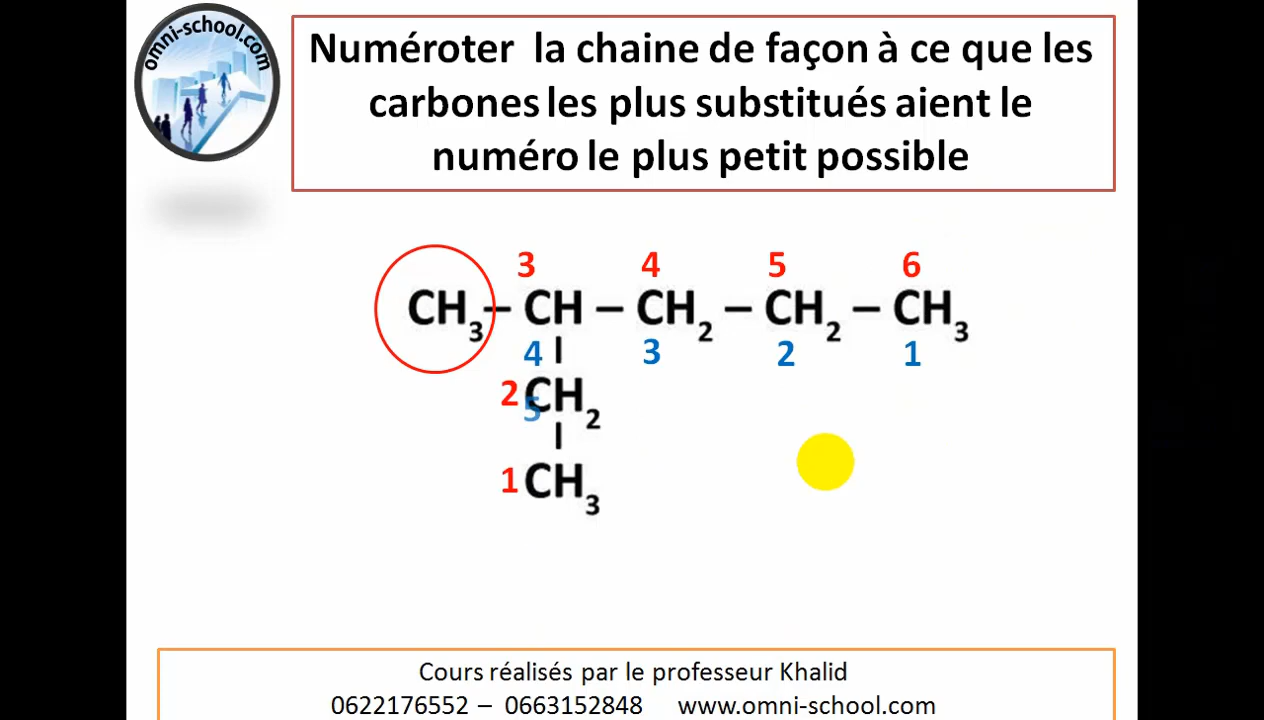 omni-school.com
Numéroter la chaine de façon à ce que les
carbones les plus substitués aient le
numéro le plus petit possible
3 4 5 6
CH3 – CH – CH2 – CH2 – CH3
4 3 2 1
2 CH2
5
1 CH3
Cours réalisés par le professeur Khalid
0622176552 – 0663152848 www.omni-school.com